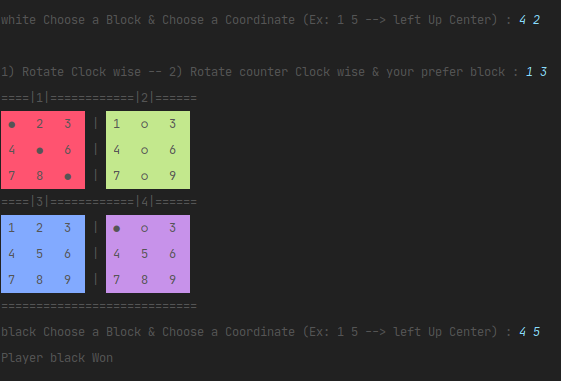 white Choose a Block & Choose a Coordinate (Ex: 1 5 --> left Up Center) : 4 2
1) Rotate Clock wise -- 2) Rotate counter Clock wise & your prefer block : 1 3
====|1|============|2|======
● 2 3 | 1 ○ 3
4 ● 6 | 4 ○ 6
7 8 ● | 7 ○ 9
====|3|============|4|======
1 2 3 | ● ○ 3
4 5 6 | 4 5 6
7 8 9 | 7 8 9
============================
black Choose a Block & Choose a Coordinate (Ex: 1 5 --> left Up Center) : 4 5
Player black Won